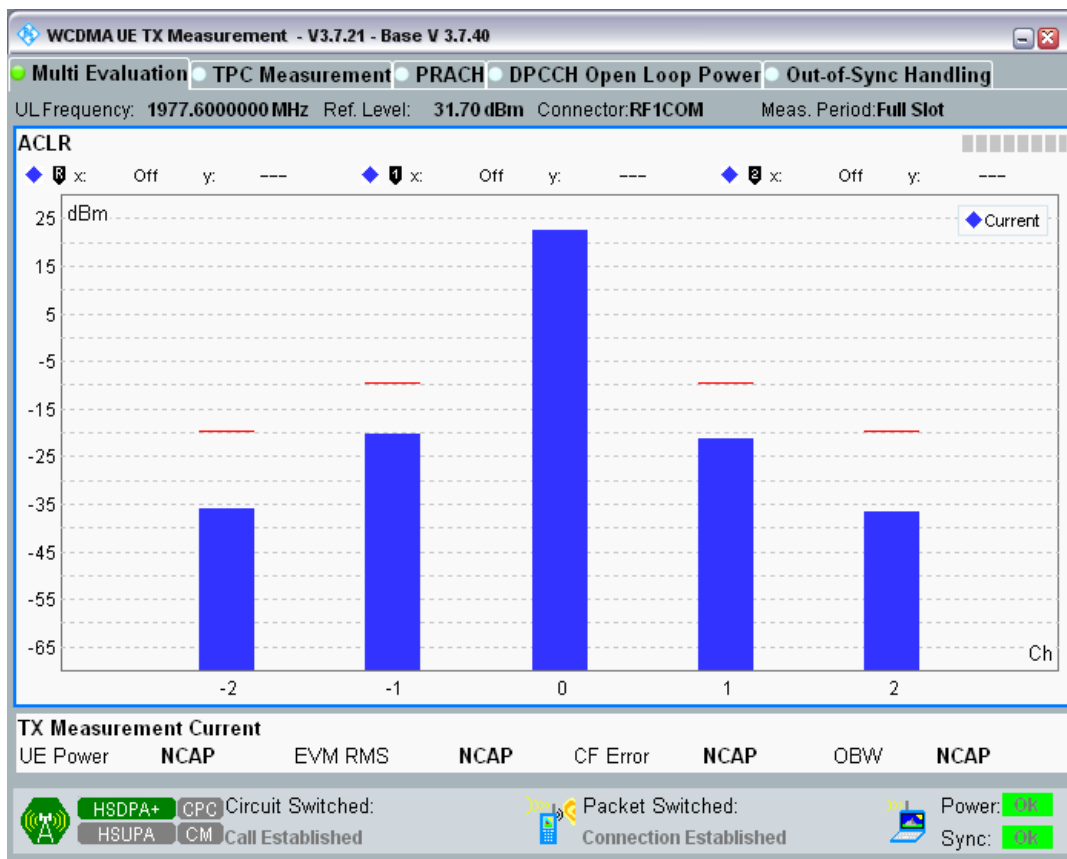 WCDMA UE TX Measurement - V3.7.21 - Base V 3.7.40
Multi Evaluation TPC Measurement PRACH DPCCH Open Loop Power Out-of-Sync Handling
UL Frequency: 1977.6000000 MHz Ref. Level: 31.70 dBm Connector:RF1COM Meas. Period:Full Slot
ACLR
R x: Off y: --- 1 x: Off y: --- 2 x: Off y: ---
dBm
Current
25
15
5
-5
-15
-25
-35
-45
-55
-65
Ch
-2 -1 0 1 2
TX Measurement Current
UE Power NCAP EVM RMS NCAP CF Error NCAP OBW NCAP
HSDPA+ CPC Circuit Switched: Packet Switched: Power: OK
HSUPA CM Call Established Connection Established Sync: OK